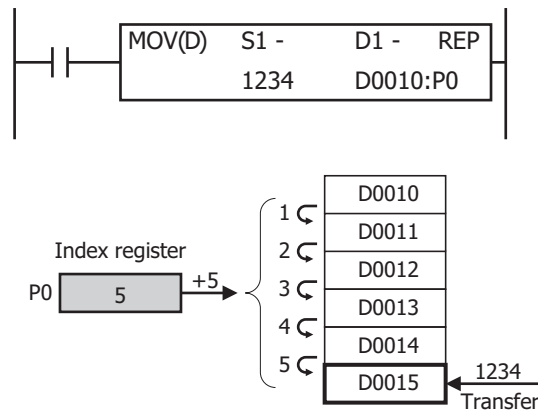 MOV(D) S1 - D1 - REP
1234 D0010:P0
D0010
1
D0011
2
Index register
D0012
P0 5 +5
3
D0013
4
D0014
5
D0015
1234
Transfer